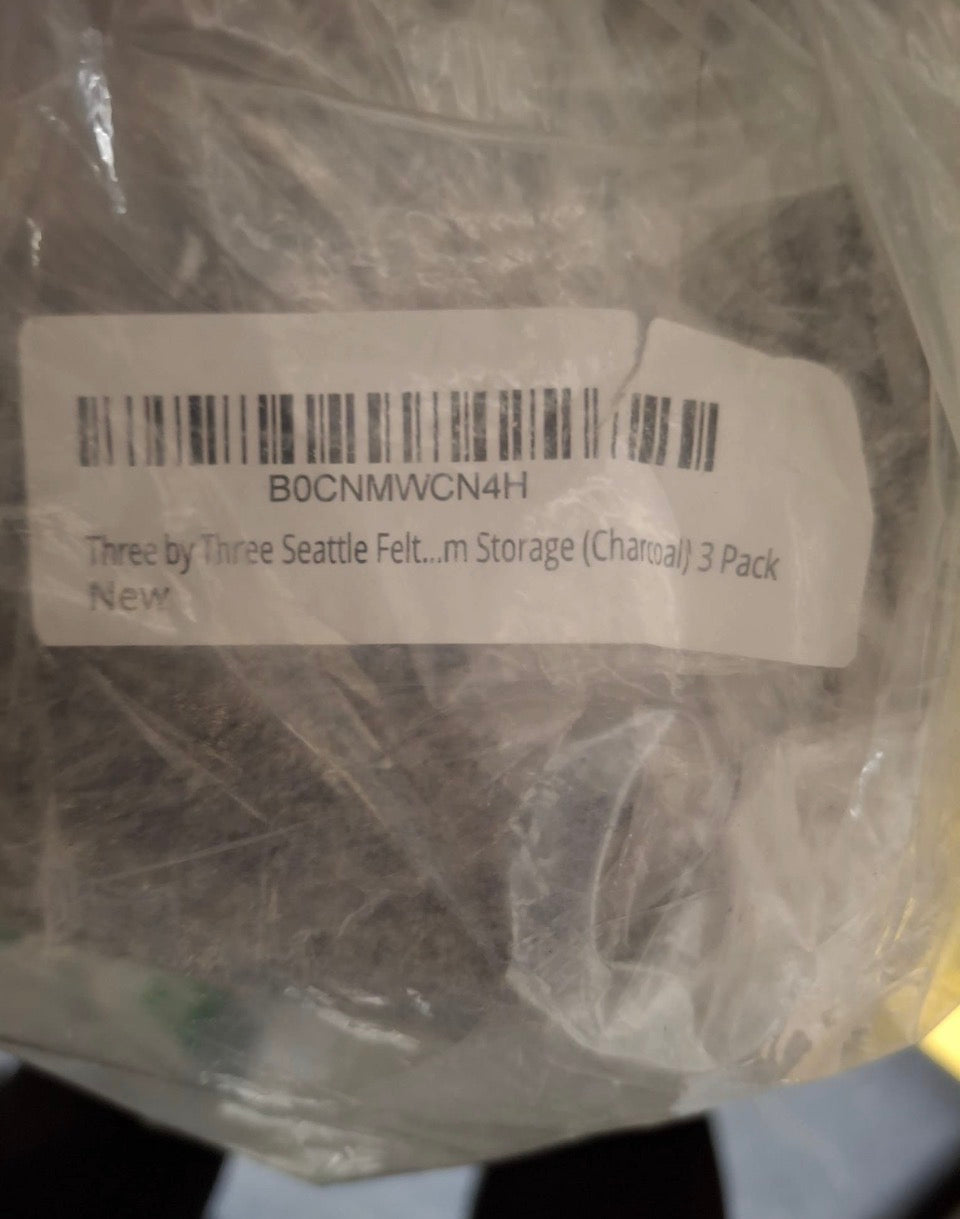 B0CNMWCN4H
Three by Three Seattle Felt...m Storage (Charcoal) 3 Pack
New